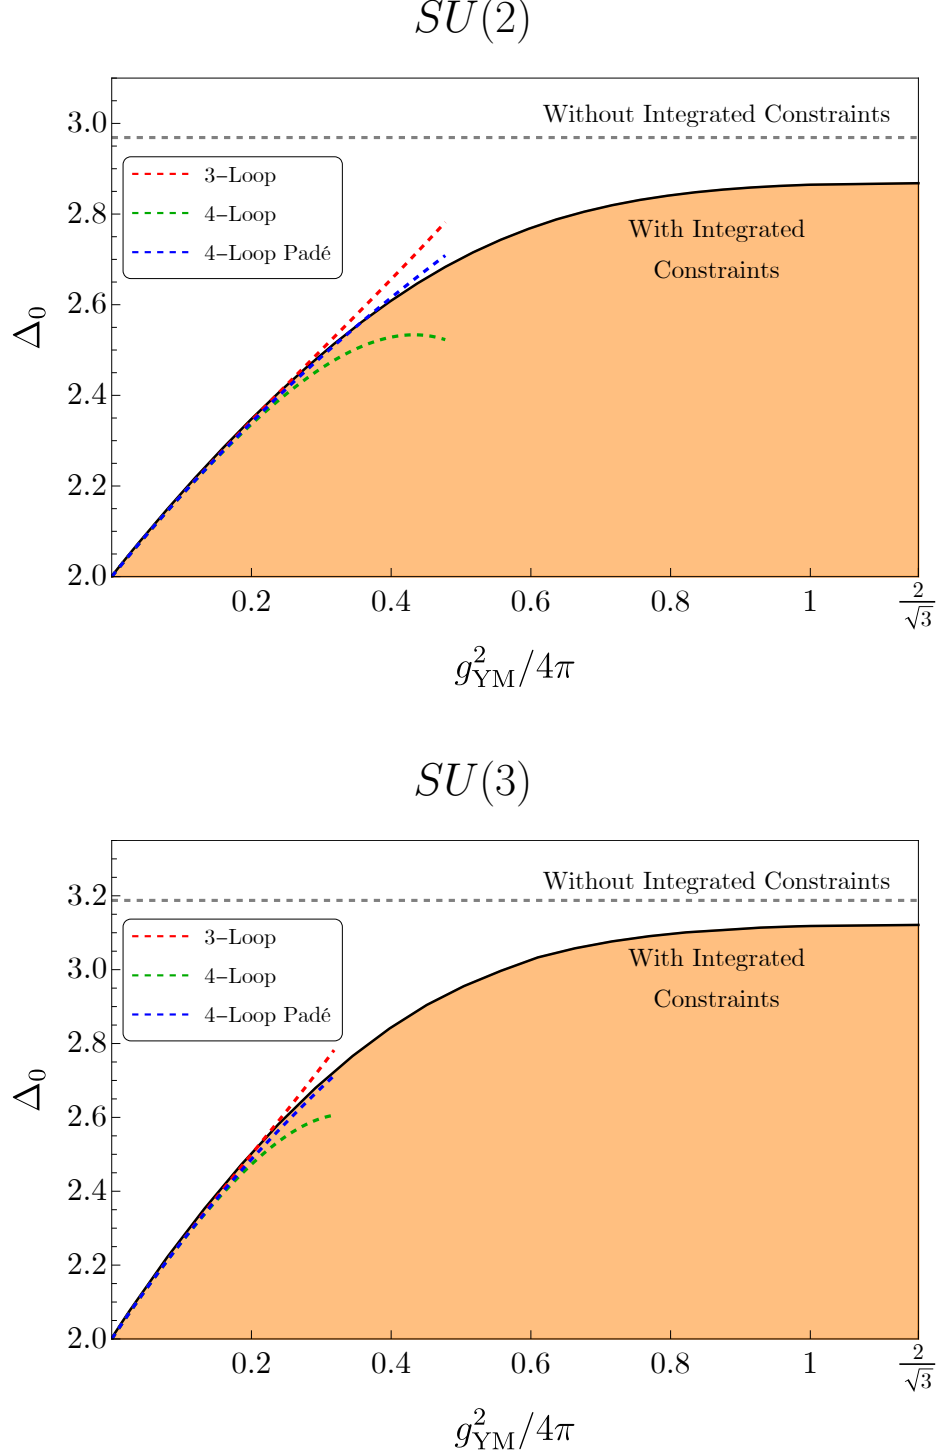 SU(2)
Without Integrated Constraints
3.0
3−Loop
4−Loop
4−Loop Padé
2.8
With Integrated
Constraints
2.6
Δ₀
2.4
2.2
2.0
0.2 0.4 0.6 0.8 1 2/√3
g²_YM/4π
SU(3)
Without Integrated Constraints
3.2
3−Loop
4−Loop
4−Loop Padé
With Integrated
Constraints
3.0
2.8
Δ₀
2.6
2.4
2.2
2.0
0.2 0.4 0.6 0.8 1 2/√3
g²_YM/4π